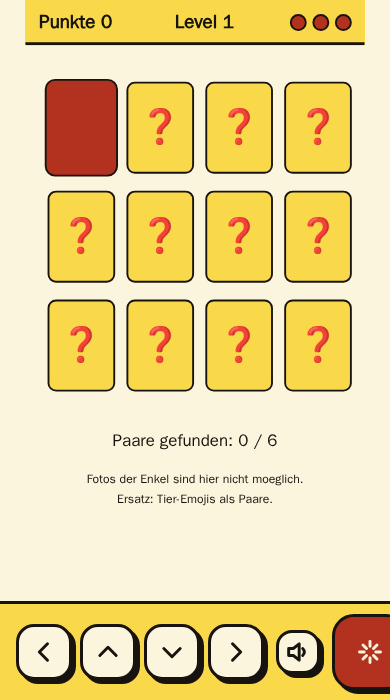 Punkte 0 Level 1
? ? ?
? ? ? ?
? ? ? ?
Paare gefunden: 0 / 6
Fotos der Enkel sind hier nicht moeglich.
Ersatz: Tier-Emojis als Paare.